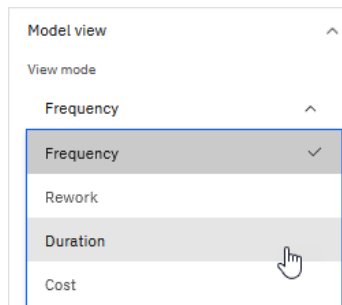 Model view
View mode
Frequency
Frequency
Rework
Duration
Cost